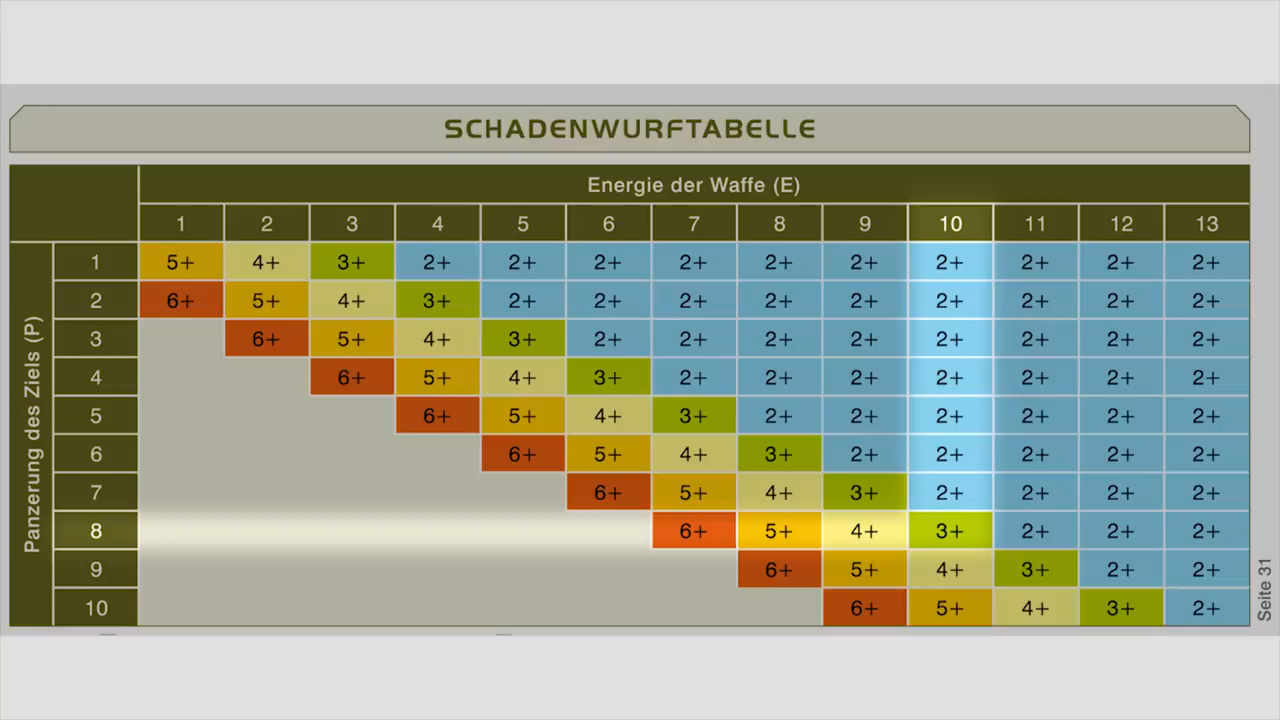 SCHADENWURFTABELLE
Energie der Waffe (E)
1 2 3 4 5 6 7 8 9 10 11 12 13
Panzerung des Ziels (P)
1 5+ 4+ 3+ 2+ 2+ 2+ 2+ 2+ 2+ 2+ 2+ 2+ 2+
2 6+ 5+ 4+ 3+ 2+ 2+ 2+ 2+ 2+ 2+ 2+ 2+ 2+
3 6+ 5+ 4+ 3+ 2+ 2+ 2+ 2+ 2+ 2+ 2+ 2+
4 6+ 5+ 4+ 3+ 2+ 2+ 2+ 2+ 2+ 2+ 2+
5 6+ 5+ 4+ 3+ 2+ 2+ 2+ 2+ 2+ 2+
6 6+ 5+ 4+ 3+ 2+ 2+ 2+ 2+ 2+
7 6+ 5+ 4+ 3+ 2+ 2+ 2+ 2+
8 6+ 5+ 4+ 3+ 2+ 2+ 2+
9 6+ 5+ 4+ 3+ 2+ 2+
10 6+ 5+ 4+ 3+ 2+
Seite 31